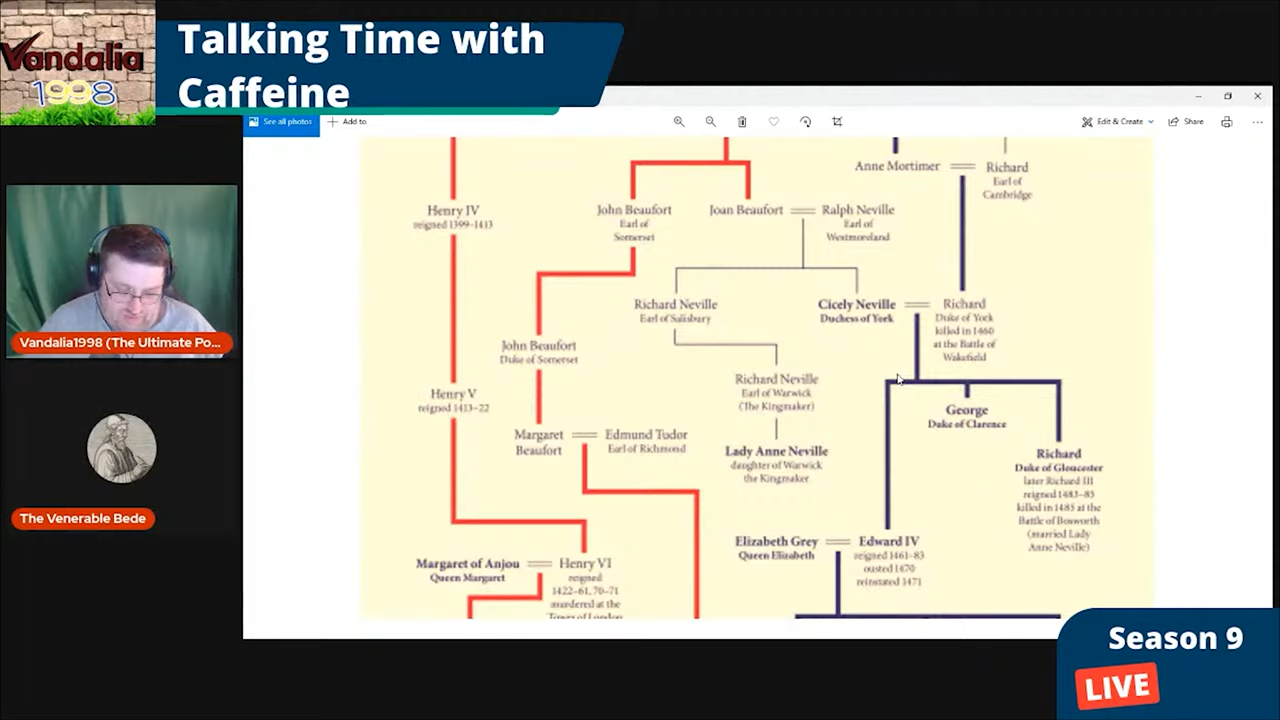 Vandalia
1998
Talking Time with
Caffeine
See all photos
Add to
Edit & Create
Share
Anne Mortimer
Richard
Earl of
Cambridge
Henry IV
reigned 1399–1413
John Beaufort
Earl of
Somerset
Joan Beaufort
Ralph Neville
Earl of
Westmoreland
Richard Neville
Earl of Salisbury
Cicely Neville
Duchess of York
Richard
Duke of York
killed in 1460
at the Battle of
Wakefield
John Beaufort
Duke of Somerset
Richard Neville
Earl of Warwick
(The Kingmaker)
Henry V
reigned 1413–22
George
Duke of Clarence
Margaret
Beaufort
Edmund Tudor
Earl of Richmond
Lady Anne Neville
daughter of Warwick
the Kingmaker
Richard
Duke of Gloucester
later Richard III
reigned 1483–85
killed in 1485 at the
Battle of Bosworth
(married Lady
Anne Neville)
Elizabeth Grey
Queen Elizabeth
Edward IV
reigned 1461–83
ousted 1470
reinstated 1471
Margaret of Anjou
Queen Margaret
Henry VI
reigned
1422–61, 70–71
murdered at the
Tower of London
Vandalia1998 (The Ultimate Po...
The Venerable Bede
Season 9
LIVE